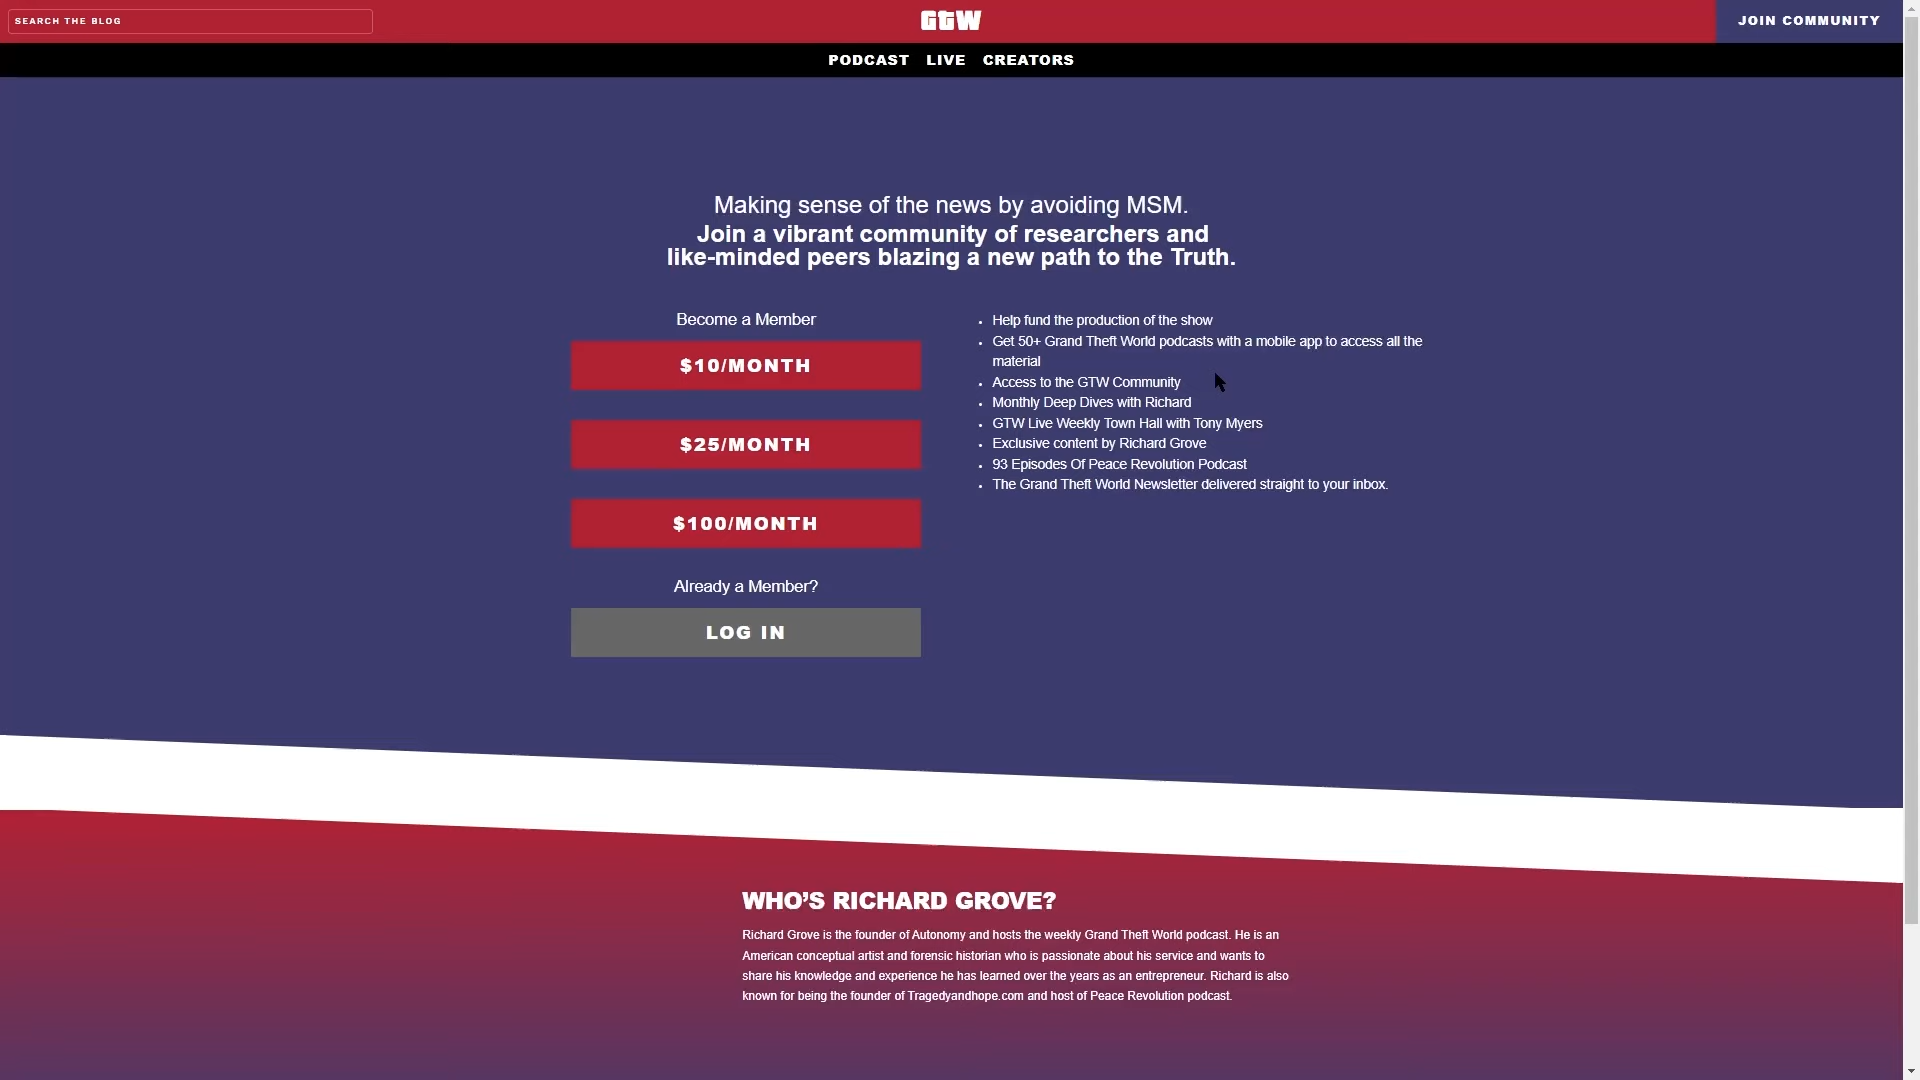 SEARCH THE BLOG
GTW
JOIN COMMUNITY
PODCAST LIVE CREATORS
Making sense of the news by avoiding MSM.
Join a vibrant community of researchers and
like-minded peers blazing a new path to the Truth.
Become a Member
$10/MONTH
$25/MONTH
$100/MONTH
Already a Member?
LOG IN
• Help fund the production of the show
• Get 50+ Grand Theft World podcasts with a mobile app to access all the
material
• Access to the GTW Community
• Monthly Deep Dives with Richard
• GTW Live Weekly Town Hall with Tony Myers
• Exclusive content by Richard Grove
• 93 Episodes Of Peace Revolution Podcast
• The Grand Theft World Newsletter delivered straight to your inbox.
WHO’S RICHARD GROVE?
Richard Grove is the founder of Autonomy and hosts the weekly Grand Theft World podcast. He is an
American conceptual artist and forensic historian who is passionate about his service and wants to
share his knowledge and experience he has learned over the years as an entrepreneur. Richard is also
known for being the founder of Tragedyandhope.com and host of Peace Revolution podcast.